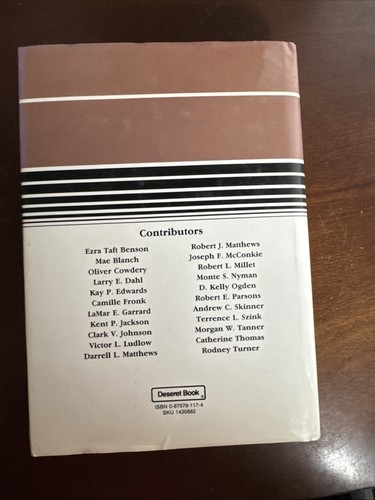 Contributors
Ezra Taft Benson
Mae Blanch
Oliver Cowdery
Larry E. Dahl
Kay P. Edwards
Camille Fronk
LaMar E. Garrard
Kent P. Jackson
Clark V. Johnson
Victor L. Ludlow
Darrell L. Matthews
Robert J. Matthews
Joseph F. McConkie
Robert L. Millet
Monte S. Nyman
D. Kelly Ogden
Robert E. Parsons
Andrew C. Skinner
Terrence L. Szink
Morgan W. Tanner
Catherine Thomas
Rodney Turner
Deseret Book
ISBN 0-87579-117-4
SKU 1430882